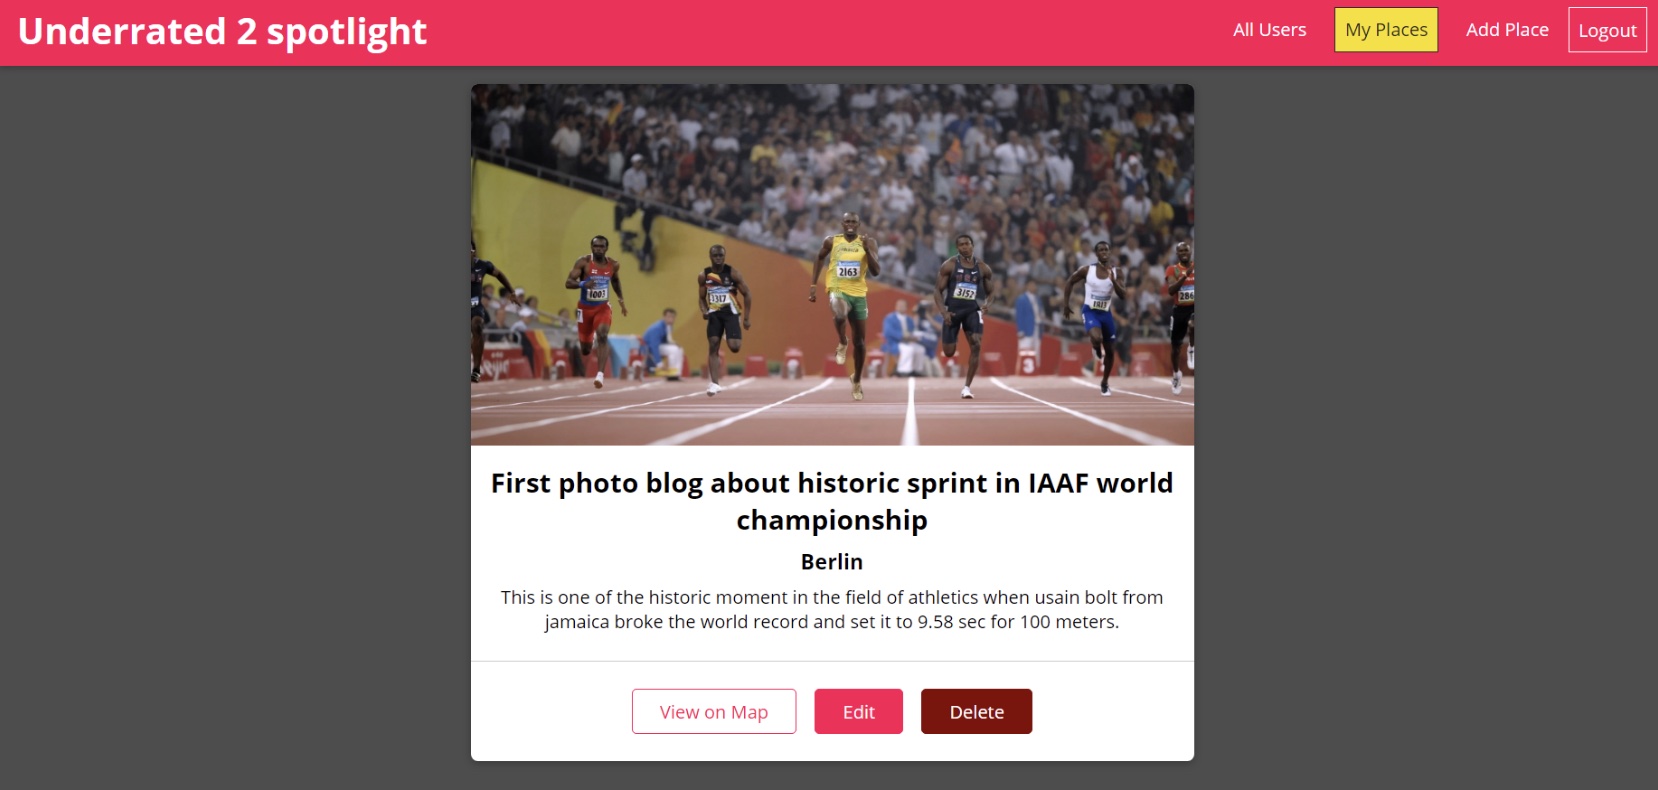 Underrated 2 spotlight
All Users My Places Add Place Logout
1003
3317
2163
3152
286
3
First photo blog about historic sprint in IAAF world
championship
Berlin
This is one of the historic moment in the field of athletics when usain bolt from
jamaica broke the world record and set it to 9.58 sec for 100 meters.
View on Map Edit Delete